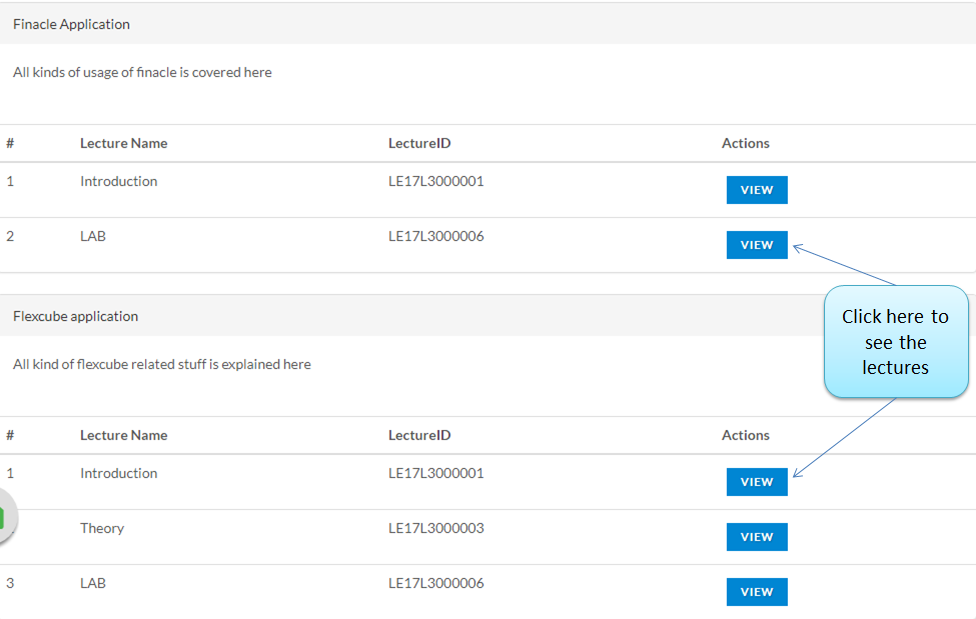 Finacle Application
All kinds of usage of finacle is covered here
# Lecture Name LectureID Actions
1 Introduction LE17L3000001 VIEW
2 LAB LE17L3000006 VIEW
Click here to
see the
lectures
Flexcube application
All kind of flexcube related stuff is explained here
# Lecture Name LectureID Actions
1 Introduction LE17L3000001 VIEW
Theory LE17L3000003 VIEW
3 LAB LE17L3000006 VIEW